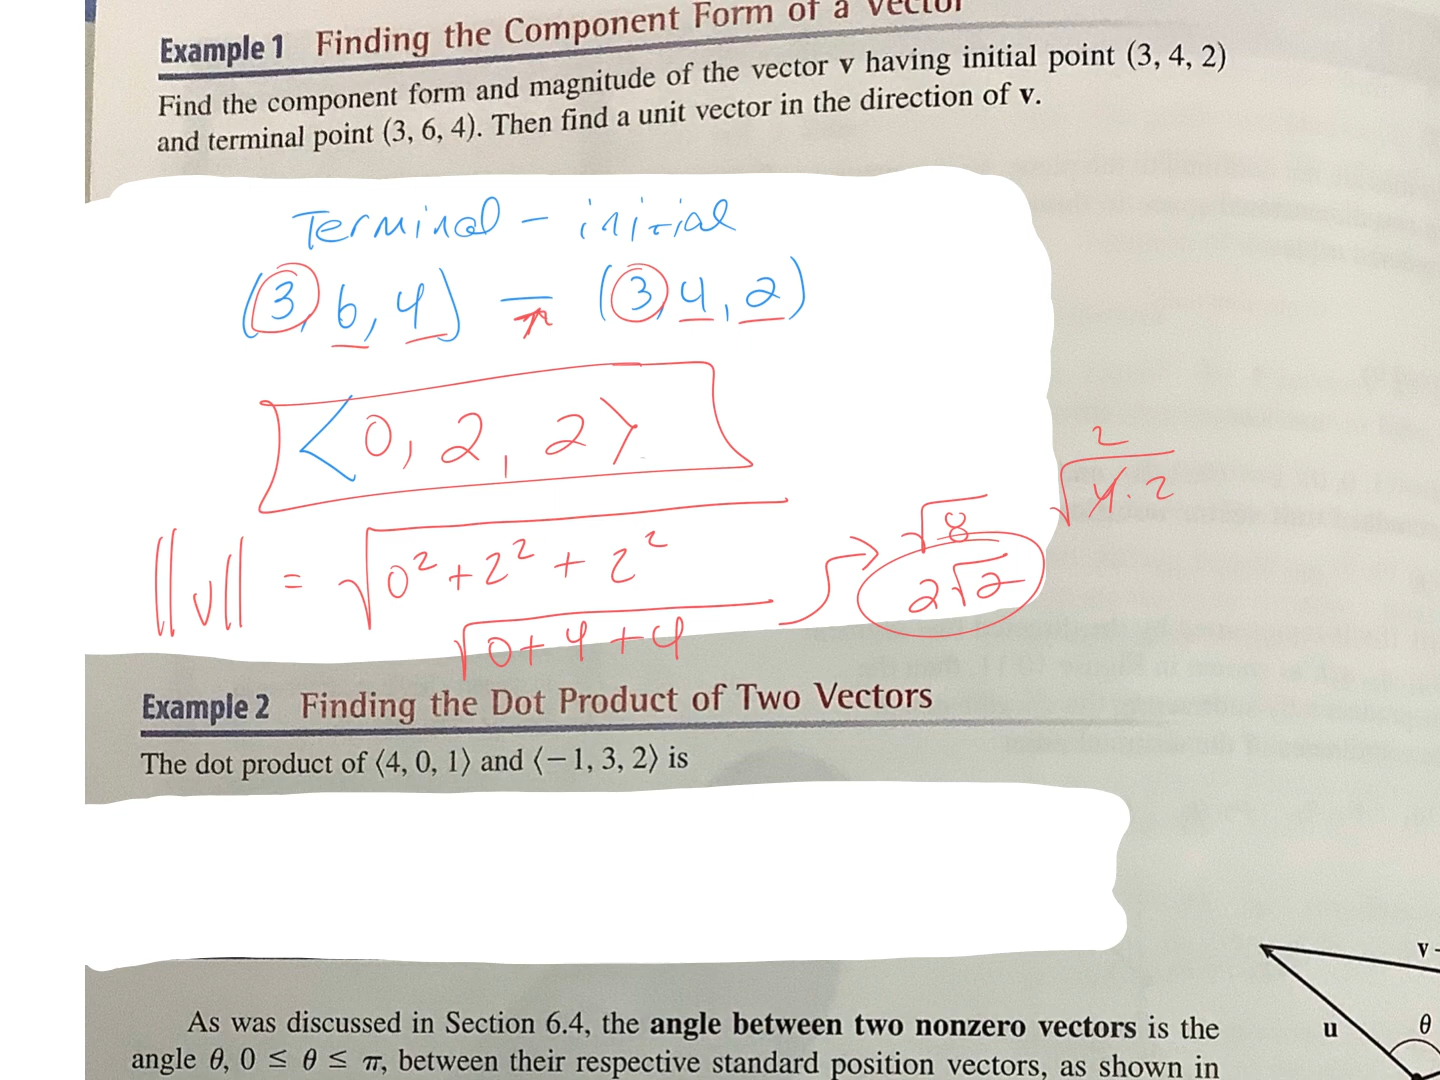 Example 1 Finding the Component Form of a Vector
Find the component form and magnitude of the vector v having initial point (3, 4, 2)
and terminal point (3, 6, 4). Then find a unit vector in the direction of v.
Terminal – initial
(3, 6, 4) – (3, 4, 2)
<0, 2, 2>
2
√4·2
||v|| = √0² + 2² + 2²
√8
2√2
√0 + 4 + 4
Example 2 Finding the Dot Product of Two Vectors
The dot product of ⟨4, 0, 1⟩ and ⟨−1, 3, 2⟩ is
v –
u
θ
As was discussed in Section 6.4, the angle between two nonzero vectors is the
angle θ, 0 ≤ θ ≤ π, between their respective standard position vectors, as shown in